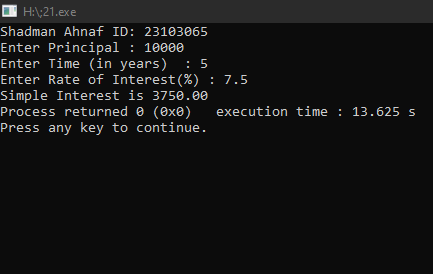 H:\;21.exe
Shadman Ahnaf ID: 23103065
Enter Principal : 10000
Enter Time (in years)  : 5
Enter Rate of Interest(%) : 7.5
Simple Interest is 3750.00
Process returned 0 (0x0)   execution time : 13.625 s
Press any key to continue.